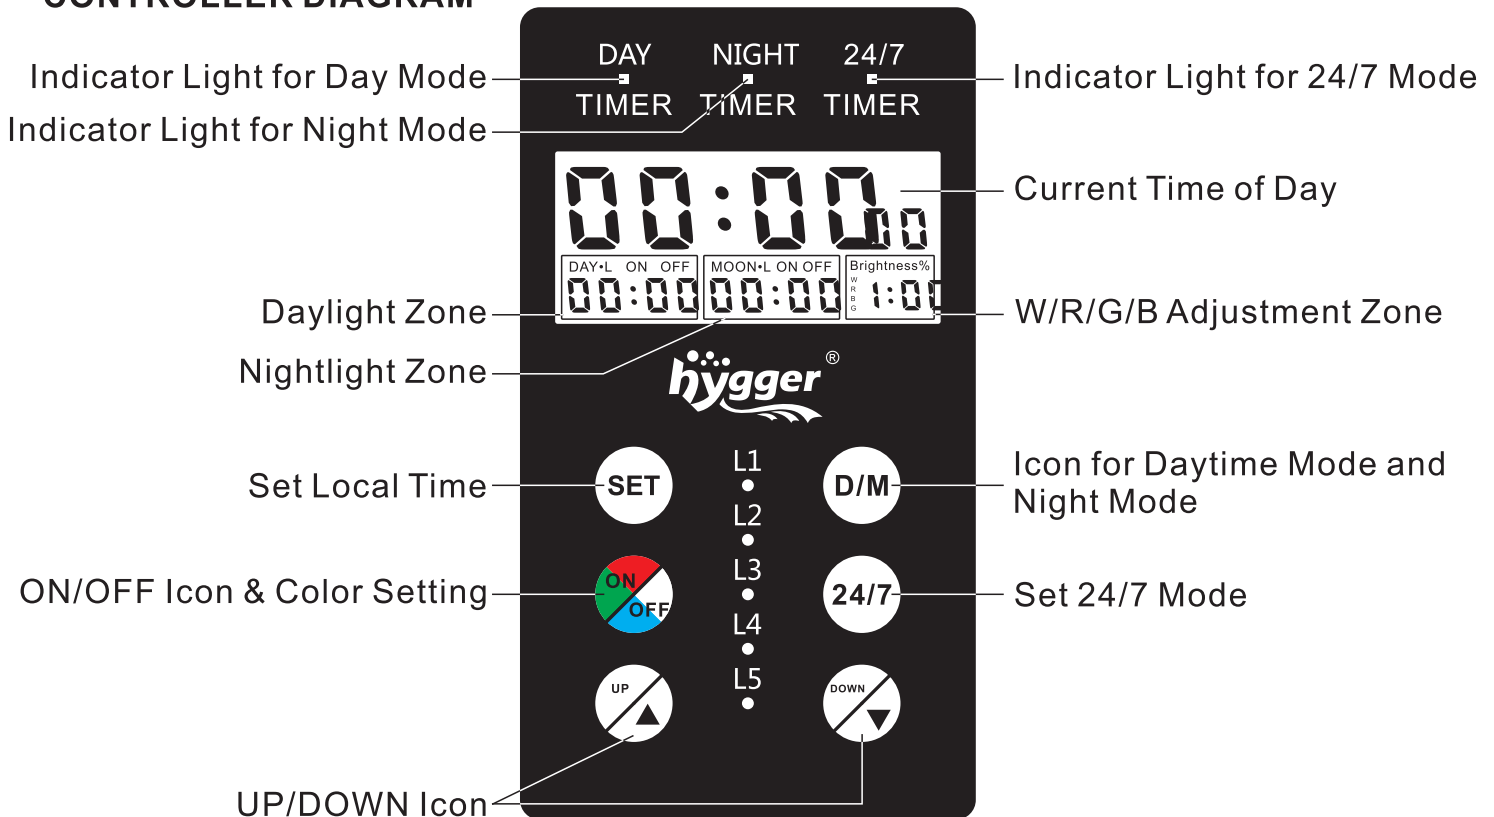 CONTROLLER DIAGRAM
DAY NIGHT 24/7
Indicator Light for Day Mode
Indicator Light for 24/7 Mode
TIMER TIMER TIMER
Indicator Light for Night Mode
00:00 00
Current Time of Day
DAY•L ON OFF MOON•L ON OFF Brightness%
00:00 00:00 1:01
W
R
B
G
Daylight Zone
W/R/G/B Adjustment Zone
Nightlight Zone
hygger®
L1
Icon for Daytime Mode and
Night Mode
Set Local Time
SET
D/M
L2
L3
ON/OFF Icon & Color Setting
ON
OFF
24/7
Set 24/7 Mode
L4
L5
UP
DOWN
UP/DOWN Icon